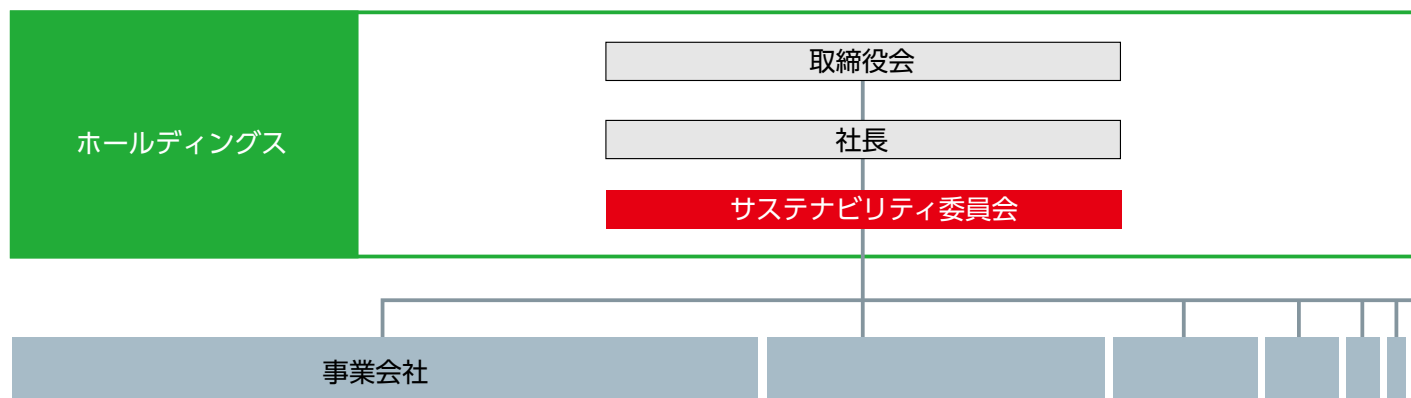 取締役会
ホールディングス
社長
サステナビリティ委員会
事業会社